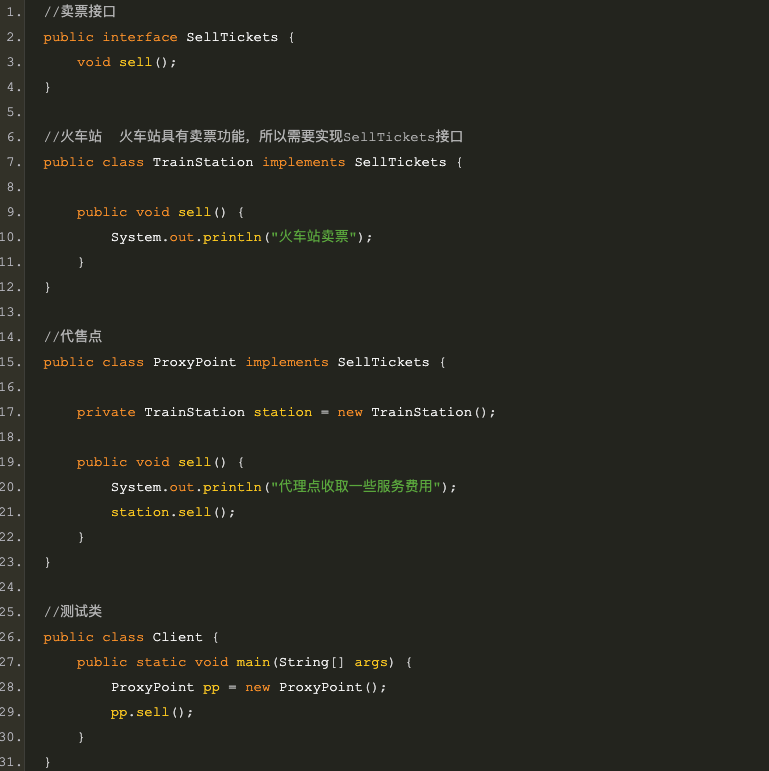 1. //卖票接口
2. public interface SellTickets {
3.     void sell();
4. }
5.
6. //火车站  火车站具有卖票功能，所以需要实现SellTickets接口
7. public class TrainStation implements SellTickets {
8.
9.     public void sell() {
10.         System.out.println("火车站卖票");
11.     }
12. }
13.
14. //代售点
15. public class ProxyPoint implements SellTickets {
16.
17.     private TrainStation station = new TrainStation();
18.
19.     public void sell() {
20.         System.out.println("代理点收取一些服务费用");
21.         station.sell();
22.     }
23. }
24.
25. //测试类
26. public class Client {
27.     public static void main(String[] args) {
28.         ProxyPoint pp = new ProxyPoint();
29.         pp.sell();
30.     }
31. }